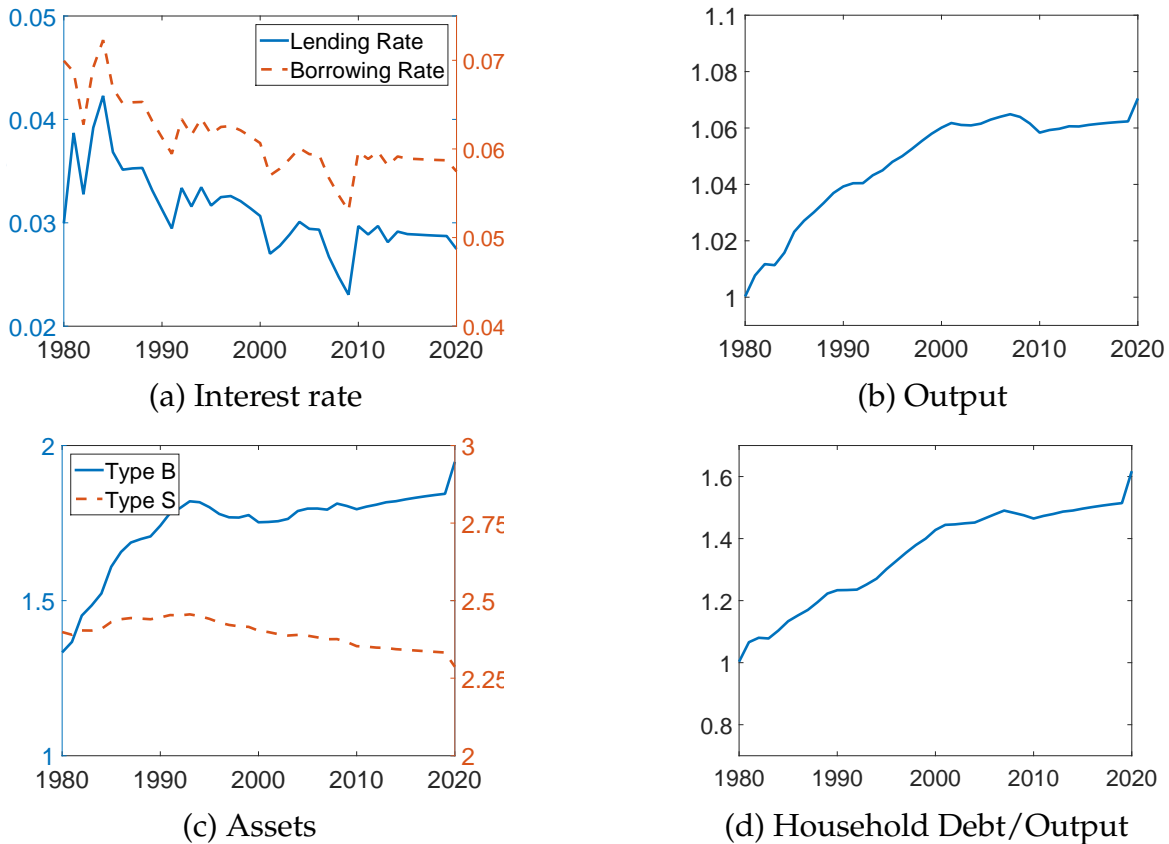 0.05
0.04
0.03
0.02
Lending Rate
Borrowing Rate
0.07
0.06
0.05
0.04
1980 1990 2000 2010 2020
(a) Interest rate
1.1
1.08
1.06
1.04
1.02
1
1980 1990 2000 2010 2020
(b) Output
2
1.5
1
Type B
Type S
3
2.75
2.5
2.25
2
1980 1990 2000 2010 2020
(c) Assets
1.6
1.4
1.2
1
0.8
1980 1990 2000 2010 2020
(d) Household Debt/Output